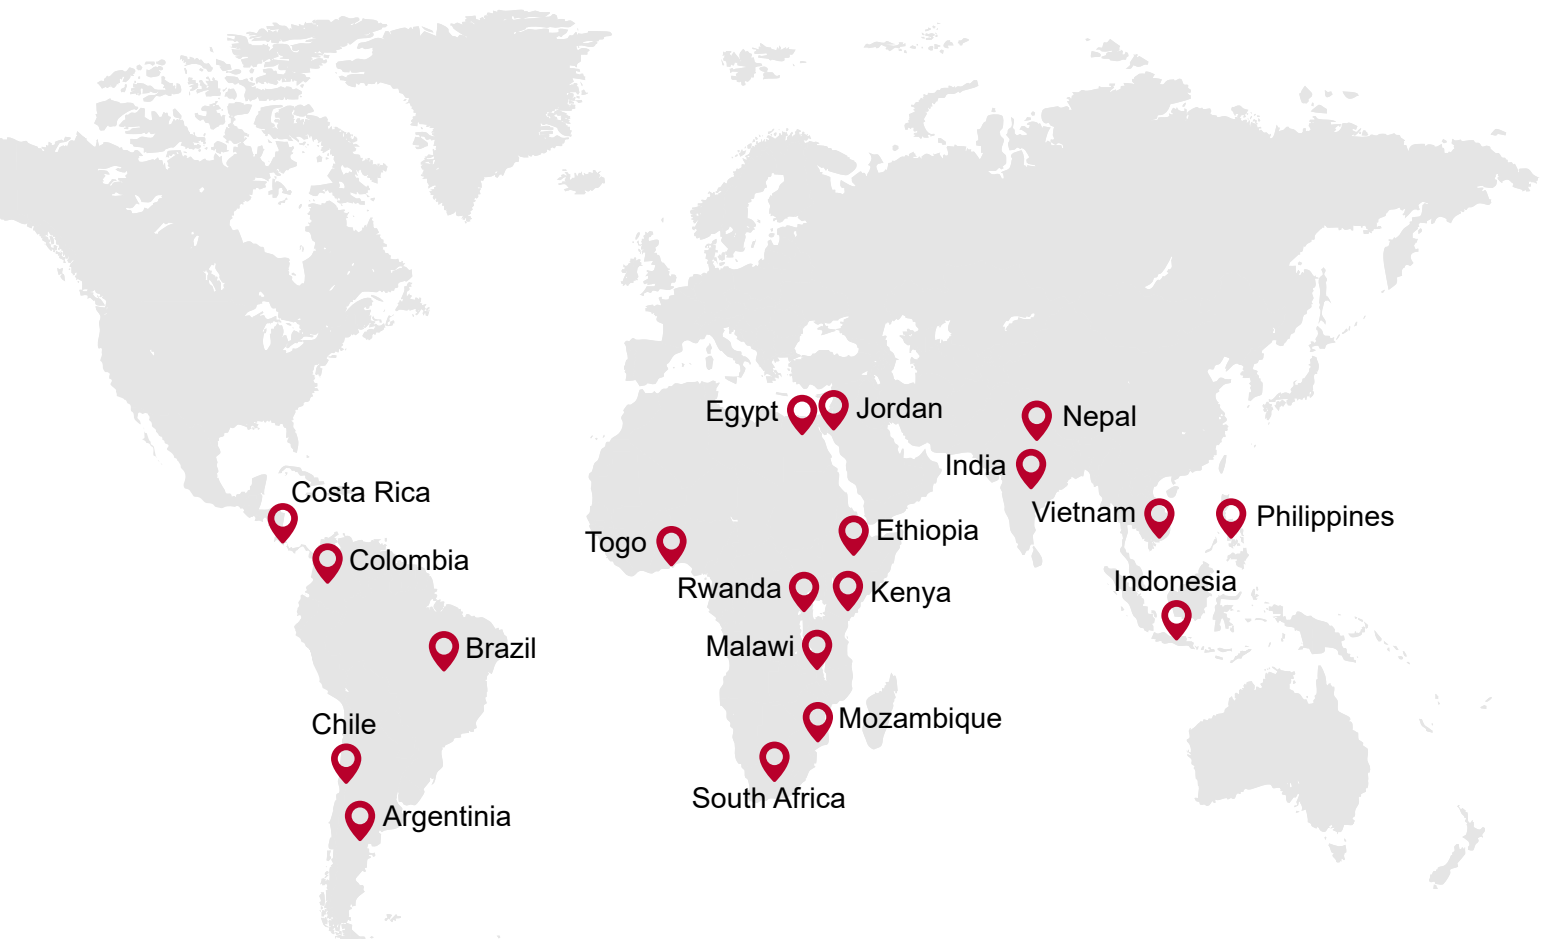 Egypt
Jordan
Nepal
India
Costa Rica
Vietnam
Philippines
Ethiopia
Togo
Colombia
Indonesia
Rwanda
Kenya
Malawi
Brazil
Mozambique
Chile
South Africa
Argentinia